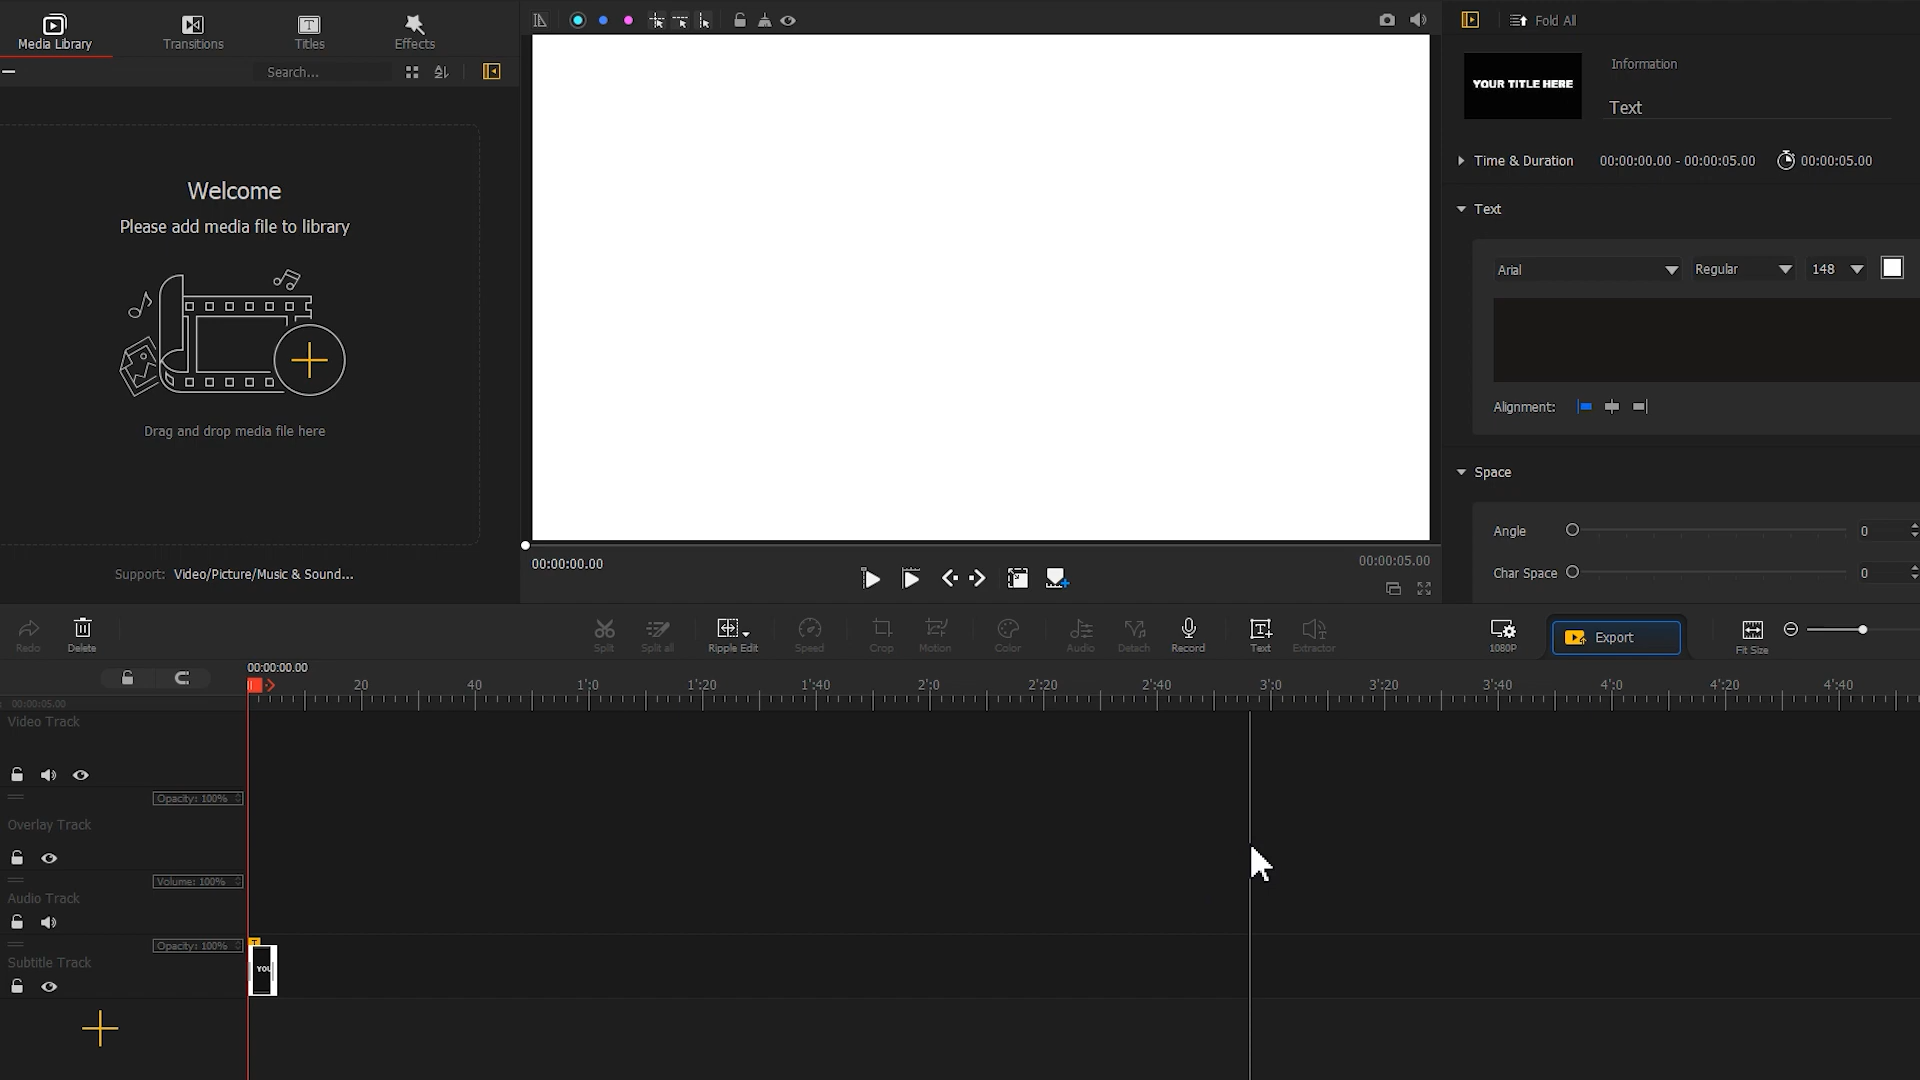 Media Library
Transitions
Titles
Effects
Search...
Welcome
Please add media file to library
Drag and drop media file here
Support: Video/Picture/Music & Sound...
00:00:00.00
00:00:05.00
Fold All
YOUR TITLE HERE
Information
Text
Time & Duration 00:00:00.00 - 00:00:05.00 00:00:05.00
Text
Arial Regular 148
Alignment:
Space
Angle 0
Char Space 0
Redo
Delete
Split
Split all
Ripple Edit
Speed
Crop
Motion
Color
Audio
Detach
Record
Text
Extractor
1080P
Export
Fit Size
00:00:00.00
20 40 1':0 1':20 1':40 2':0 2':20 2':40 3':0 3':20 3':40 4':0 4':20 4':40
00:00:05.00
Video Track
Opacity: 100%
Overlay Track
Volume: 100%
Audio Track
Opacity: 100%
Subtitle Track
T
YOU